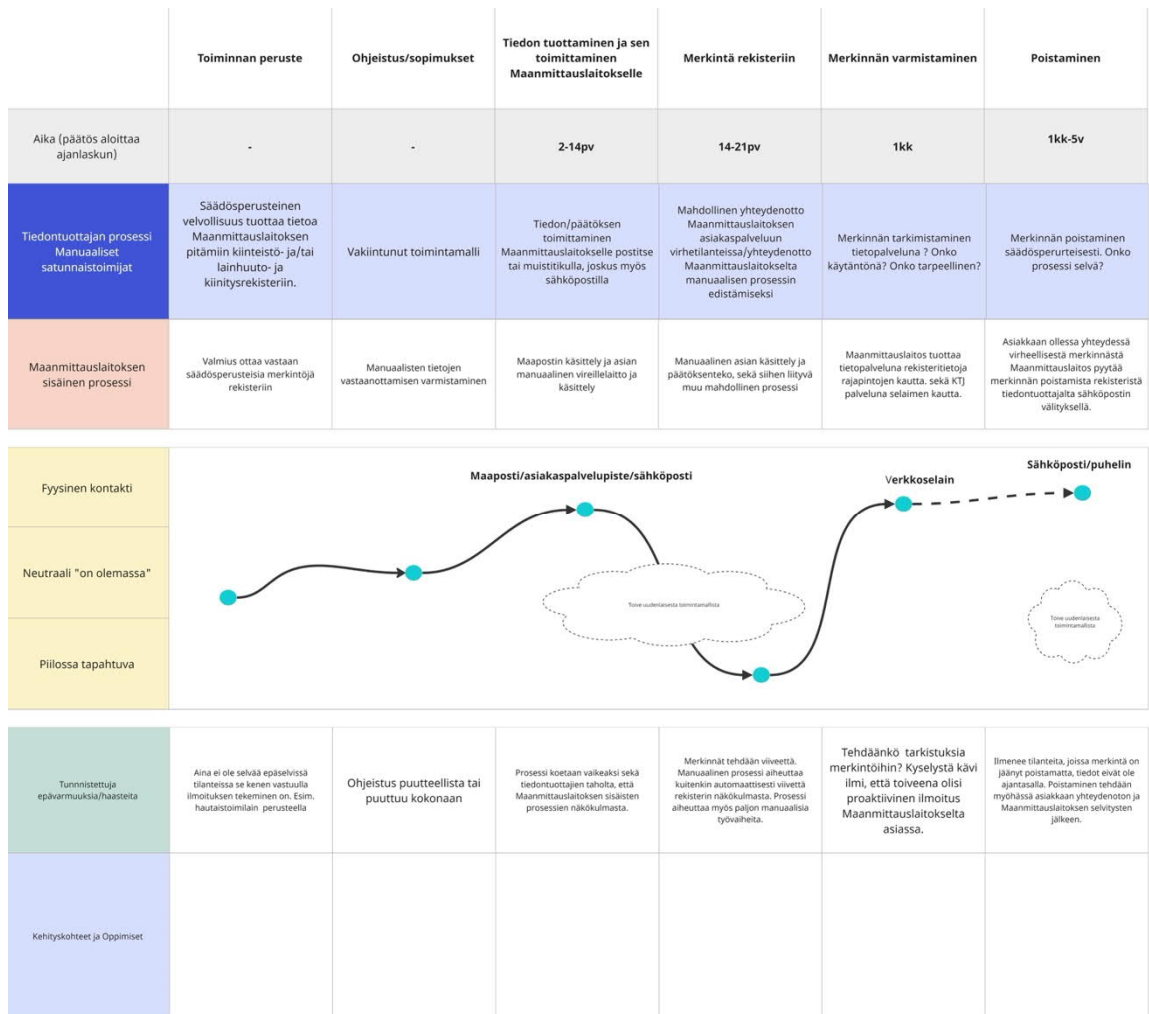 Toiminnan peruste
Ohjeistus/sopimukset
Tiedon tuottaminen ja sen
toimittaminen
Maanmittauslaitokselle
Merkintä rekisteriin
Merkinnän varmistaminen
Poistaminen
Aika (päätös aloittaa
ajanlaskun)
-
-
2-14pv
14-21pv
1kk
1kk-5v
Tiedontuottajan prosessi
Manuaaliset
satunnaistoimijat
Säädösperusteinen
velvollisuus tuottaa tietoa
Maanmittauslaitoksen
pitämiin kiinteistö- ja/tai
lainhuuto- ja
kiinitysrekisteriin.
Vakiintunut toimintamalli
Tiedon/päätöksen
toimittaminen
Maanmittauslaitokselle postitse
tai muistitikulla, joskus myös
sähköpostilla
Mahdollinen yhteydenotto
Maanmittauslaitoksen
asiakaspalveluun
virhetilanteissa/yhteydenotto
Maanmittauslaitokselta
manuaalisen prosessin
edistämiseksi
Merkinnän tarkimistaminen
tietopalveluna ? Onko
käytäntönä? Onko tarpeellinen?
Merkinnän poistaminen
säädösperurteisesti. Onko
prosessi selvä?
Maanmittauslaitoksen
sisäinen prosessi
Valmius ottaa vastaan
säädösperusteisia merkintöjä
rekisteriin
Manuaalisten tietojen
vastaanottamisen varmistaminen
Maapostin käsittely ja asian
manuaalinen vireillelaitto ja
käsittely
Manuaalinen asian käsittely ja
päätöksenteko, sekä siihen liityvä
muu mahdollinen prosessi
Maanmittauslaitos tuottaa
tietopalveluna rekisteritietoja
rajapintojen kautta. sekä KTJ
palveluna selaimen kautta.
Asiakkaan ollessa yhteydessä
virheellisestä merkinnästä
Maanmittauslaitos pyytää
merkinnän poistamista rekisteristä
tiedontuottajalta sähköpostin
välityksellä.
Fyysinen kontakti
Neutraali "on olemassa"
Piilossa tapahtuva
Maaposti/asiakaspalvelupiste/sähköposti
Verkkoselain
Sähköposti/puhelin
Toive uudenlaisesta toimintamallista
Toive uudenlaisesta
toimintamallista
Tunnnistettuja
epävarmuuksia/haasteita
Aina ei ole selvää epäselvissä
tilanteissa se kenen vastuulla
ilmoituksen tekeminen on. Esim.
hautaistoimilain perusteella
Ohjeistus puutteellista tai
puuttuu kokonaan
Prosessi koetaan vaikeaksi sekä
tiedontuottajien taholta, että
Maanmittauslaitoksen sisäisten
prosessien näkökulmasta.
Merkinnät tehdään viiveettä.
Manuaalinen prosessi aiheuttaa
kuitenkin automaattisesti viivettä
rekisterin näkökulmasta. Prosessi
aiheuttaa myös paljon manuaalisia
työvaiheita.
Tehdäänkö tarkistuksia
merkintöihin? Kyselystä kävi
ilmi, että toiveena olisi
proaktiivinen ilmoitus
Maanmittauslaitokselta
asiassa.
Ilmenee tilanteita, joissa merkintä on
jäänyt poistamatta, tiedot eivät ole
ajantasalla. Poistaminen tehdään
myöhässä asiakkaan yhteydenoton ja
Maanmittauslaitoksen selvitysten
jälkeen.
Kehityskohteet ja Oppimiset